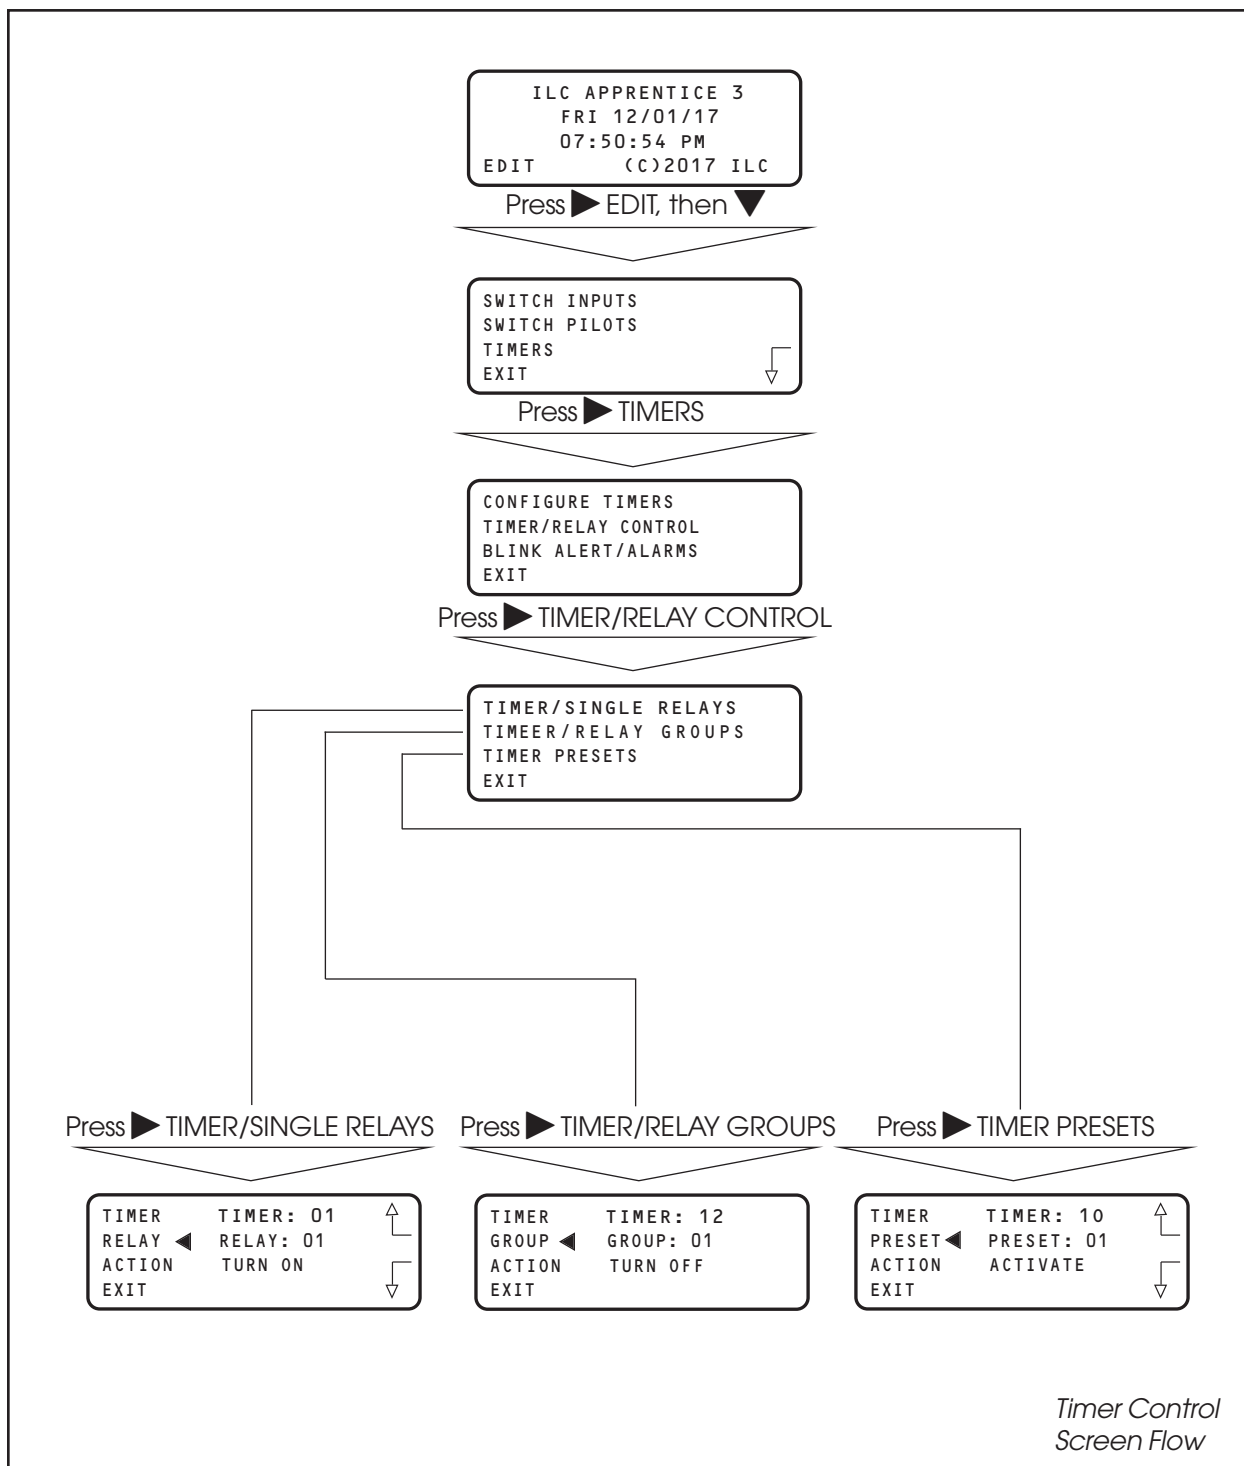 ILC APPRENTICE 3
FRI 12/01/17
07:50:54 PM
EDIT (C)2017 ILC
Press ▶ EDIT, then ▼
SWITCH INPUTS
SWITCH PILOTS
TIMERS
EXIT
Press ▶ TIMERS
CONFIGURE TIMERS
TIMER/RELAY CONTROL
BLINK ALERT/ALARMS
EXIT
Press ▶ TIMER/RELAY CONTROL
TIMER/SINGLE RELAYS
TIMEER/RELAY GROUPS
TIMER PRESETS
EXIT
Press ▶ TIMER/SINGLE RELAYS
TIMER TIMER: 01
RELAY ◀ RELAY: 01
ACTION TURN ON
EXIT
Press ▶ TIMER/RELAY GROUPS
TIMER TIMER: 12
GROUP ◀ GROUP: 01
ACTION TURN OFF
EXIT
Press ▶ TIMER PRESETS
TIMER TIMER: 10
PRESET ◀ PRESET: 01
ACTION ACTIVATE
EXIT
Timer Control
Screen Flow